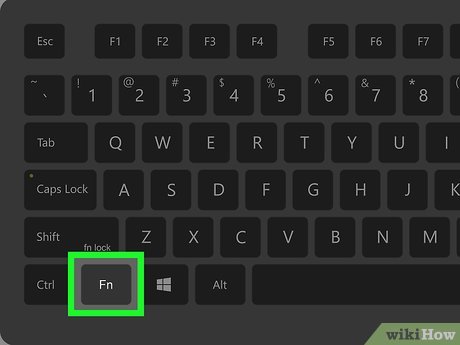 Esc F1 F2 F3 F4 F5 F6 F7
~ ! @ # $ % ^ & *
` 1 2 3 4 5 6 7 8
Tab Q W E R T Y U I
Caps Lock A S D F G H J K
Shift fn lock Z X C V B N M
Ctrl Fn Alt
wikiHow